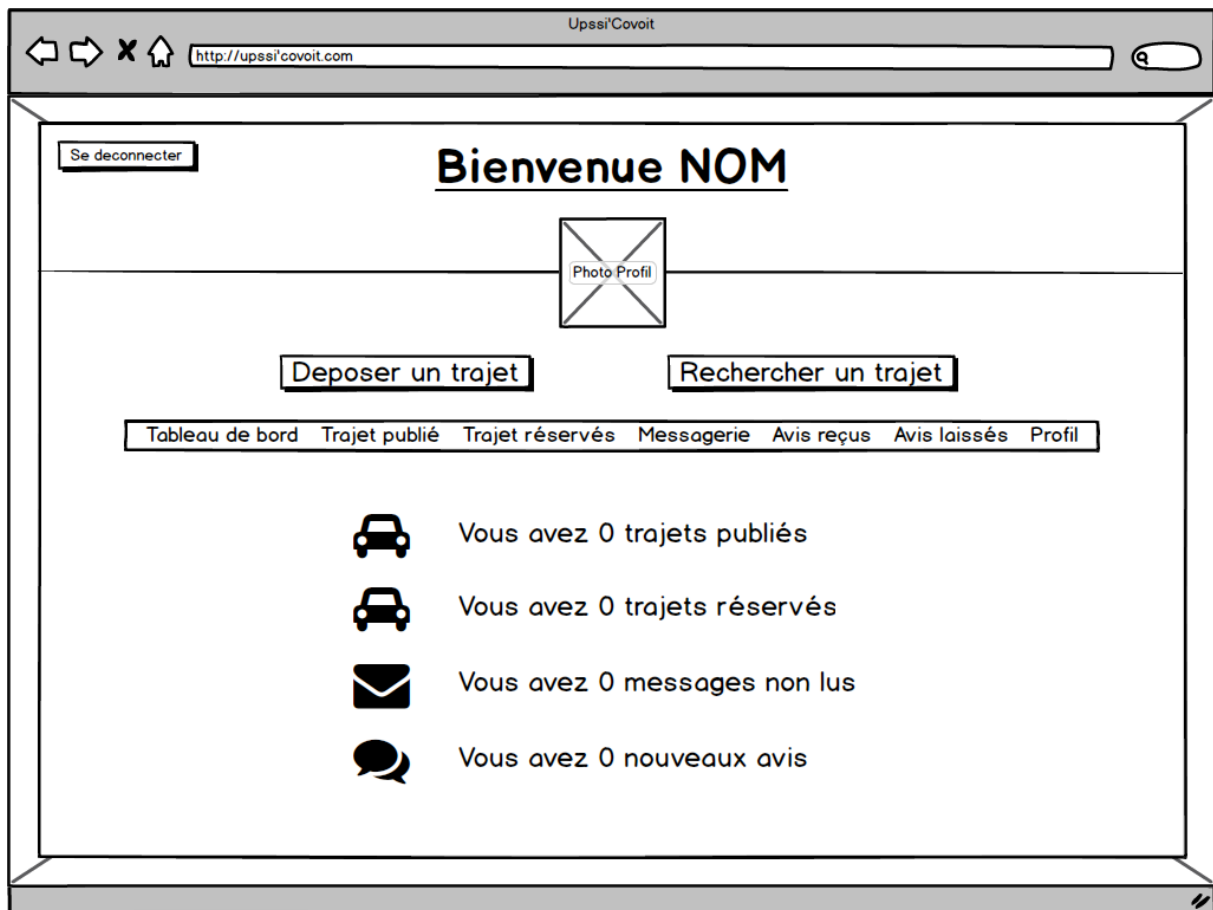 Upssi'Covoit
http://upssi'covoit.com
Se deconnecter
Bienvenue NOM
Photo Profil
Deposer un trajet
Rechercher un trajet
Tableau de bord Trajet publié Trajet réservés Messagerie Avis reçus Avis laissés Profil
Vous avez 0 trajets publiés
Vous avez 0 trajets réservés
Vous avez 0 messages non lus
Vous avez 0 nouveaux avis